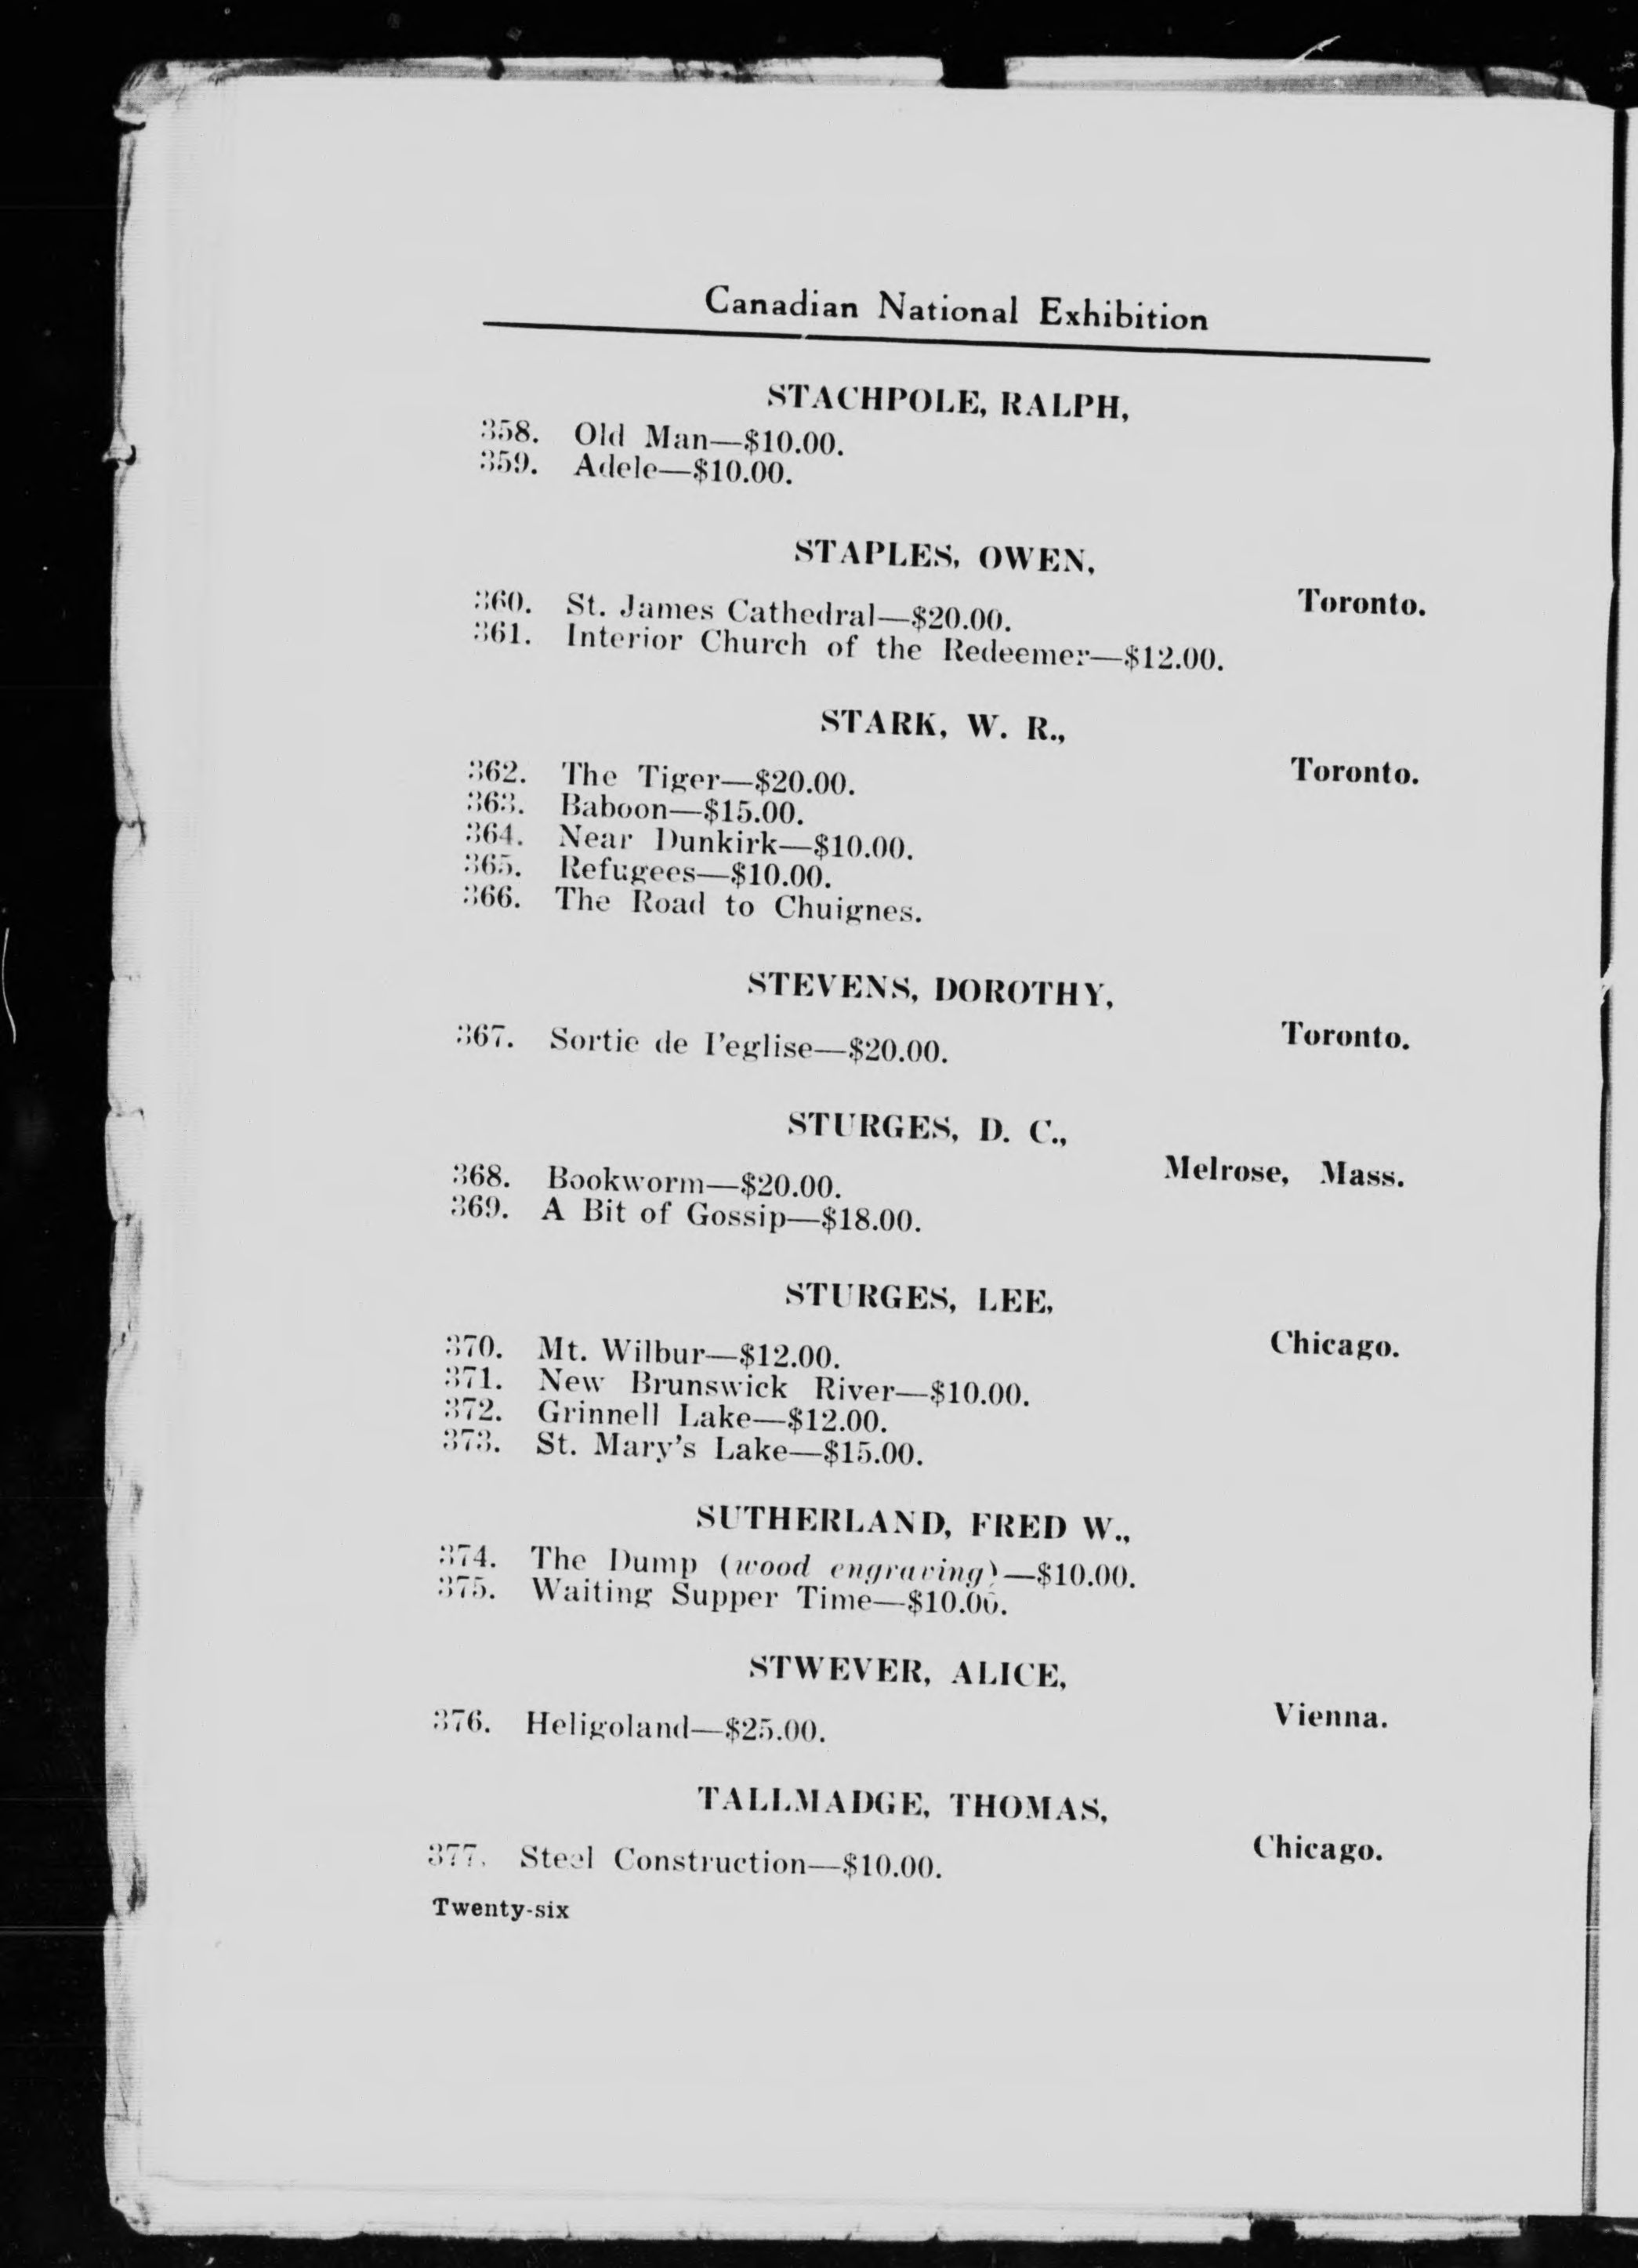 Canadian National Exhibition
STACHPOLE, RALPH,
358. Old Man—$10.00.
359. Adele—$10.00.
STAPLES, OWEN,
Toronto.
360. St. James Cathedral—$20.00.
361. Interior Church of the Redeemer—$12.00.
STARK, W. R.,
Toronto.
362. The Tiger—$20.00.
363. Baboon—$15.00.
364. Near Dunkirk—$10.00.
365. Refugees—$10.00.
366. The Road to Chuignes.
STEVENS, DOROTHY,
Toronto.
367. Sortie de I'eglise—$20.00.
STURGES, D. C.,
Melrose, Mass.
368. Bookworm—$20.00.
369. A Bit of Gossip—$18.00.
STURGES, LEE,
Chicago.
370. Mt. Wilbur—$12.00.
371. New Brunswick River—$10.00.
372. Grinnell Lake—$12.00.
373. St. Mary's Lake—$15.00.
SUTHERLAND, FRED W.,
374. The Dump (wood engraving)—$10.00.
375. Waiting Supper Time—$10.00.
STWEVER, ALICE,
Vienna.
376. Heligoland—$25.00.
TALLMADGE, THOMAS,
Chicago.
377. Steel Construction—$10.00.
Twenty-six